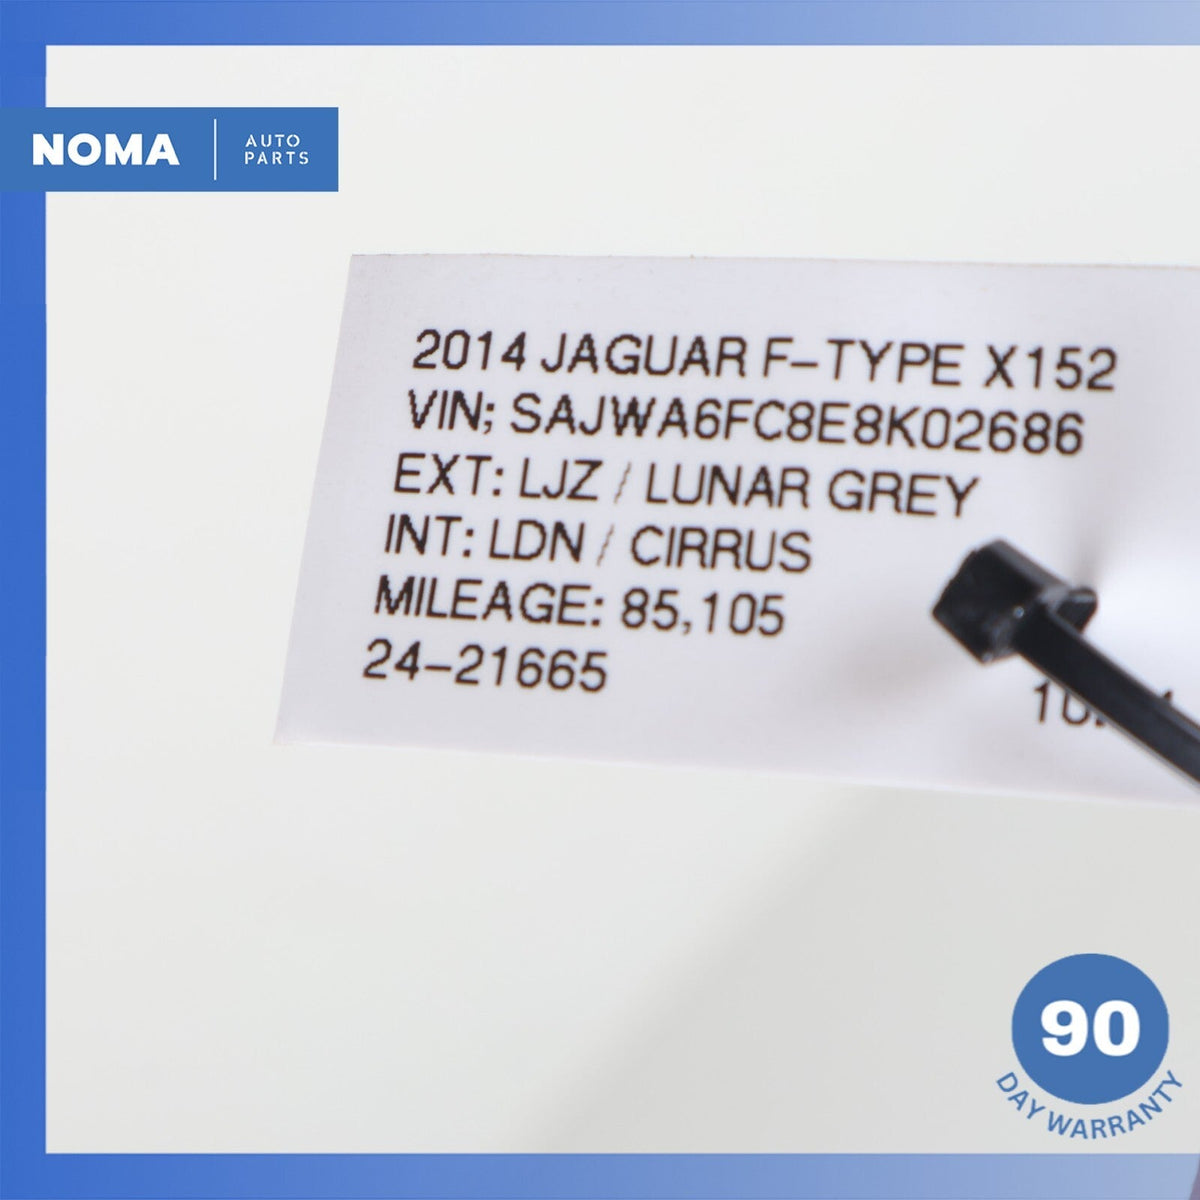 NOMA
AUTO
PARTS
2014 JAGUAR F-TYPE X152
VIN; SAJWA6FC8E8K02686
EXT: LJZ / LUNAR GREY
INT: LDN / CIRRUS
MILEAGE: 85,105
24-21665
90
DAY WARRANTY